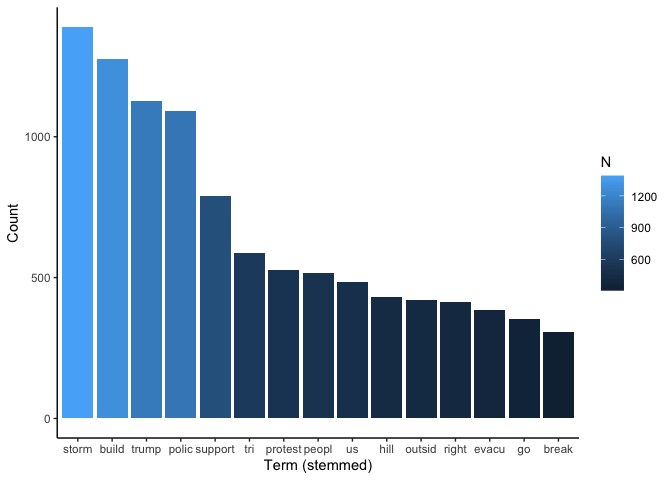 Count
1000
500
0
storm build trump polic support tri protest peopl us hill outsid right evacu go break
Term (stemmed)
N
1200
900
600